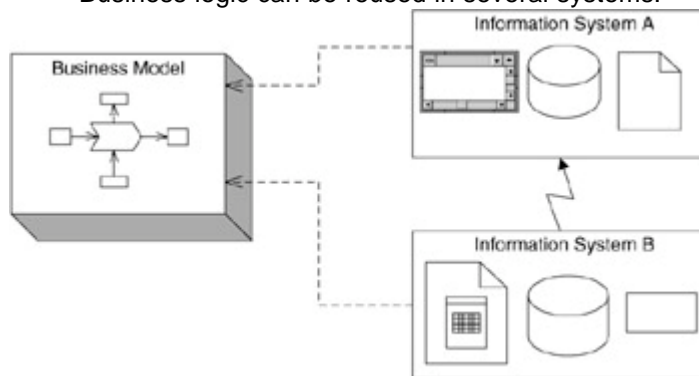 Business logic can be reused in several systems.
Information System A
Business Model
Information System B